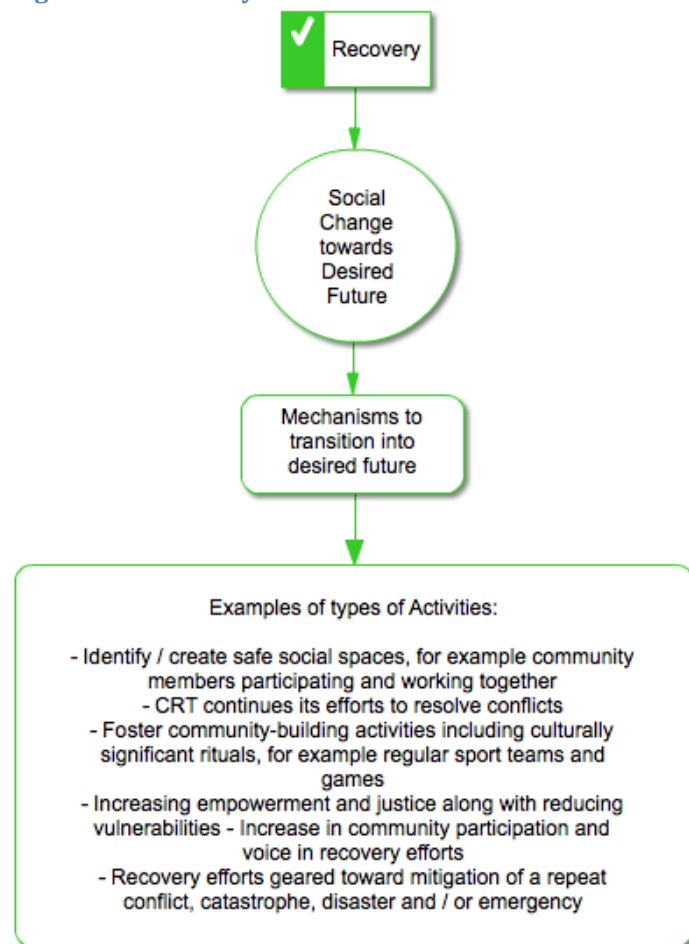 Recovery
Social
Change
towards
Desired
Future
Mechanisms to
transition into
desired future
Examples of types of Activities:
- Identify / create safe social spaces, for example community
members participating and working together
- CRT continues its efforts to resolve conflicts
- Foster community-building activities including culturally
significant rituals, for example regular sport teams and
games
- Increasing empowerment and justice along with reducing
vulnerabilities - Increase in community participation and
voice in recovery efforts
- Recovery efforts geared toward mitigation of a repeat
conflict, catastrophe, disaster and / or emergency